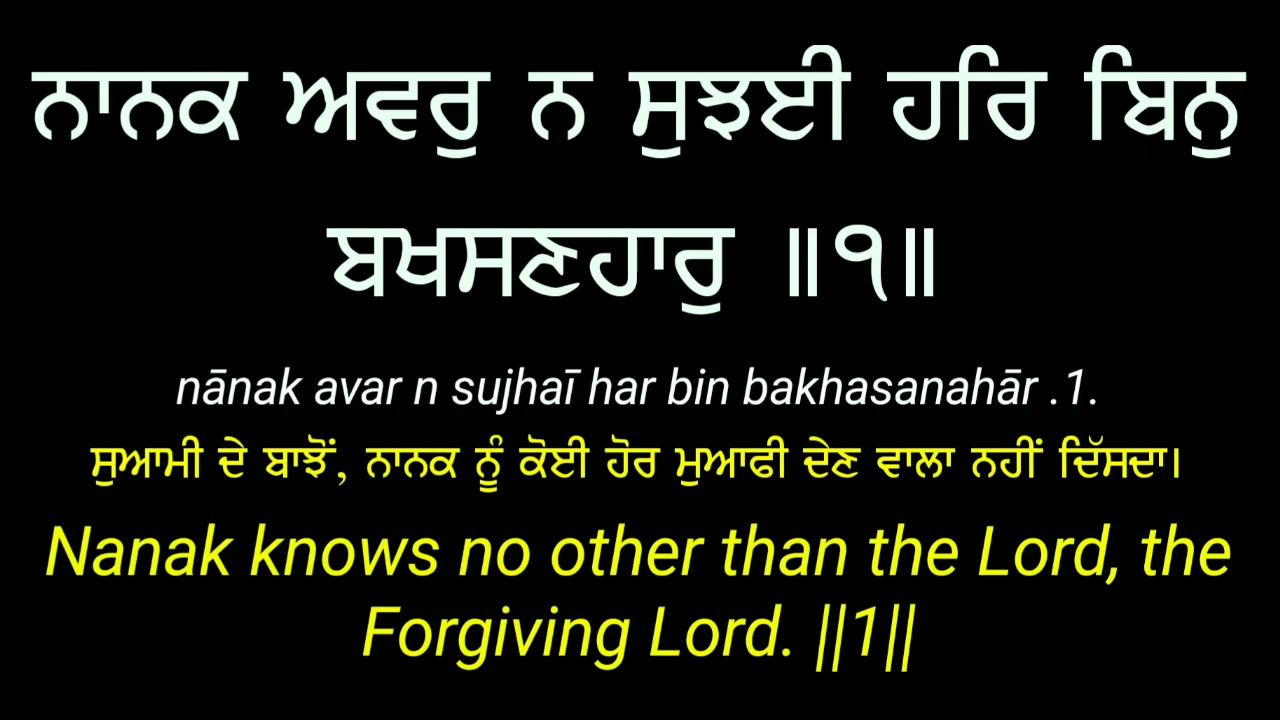 ਨਾਨਕ ਅਵਰੁ ਨ ਸੁਝਈ ਹਰਿ ਬਿਨੁ
ਬਖਸਣਹਾਰੁ ॥੧॥
nānak avar n sujhaī har bin bakhasanahār .1.
ਸੁਆਮੀ ਦੇ ਬਾਝੋਂ, ਨਾਨਕ ਨੂੰ ਕੋਈ ਹੋਰ ਮੁਆਫੀ ਦੇਣ ਵਾਲਾ ਨਹੀਂ ਦਿੱਸਦਾ।
Nanak knows no other than the Lord, the
Forgiving Lord. ||1||